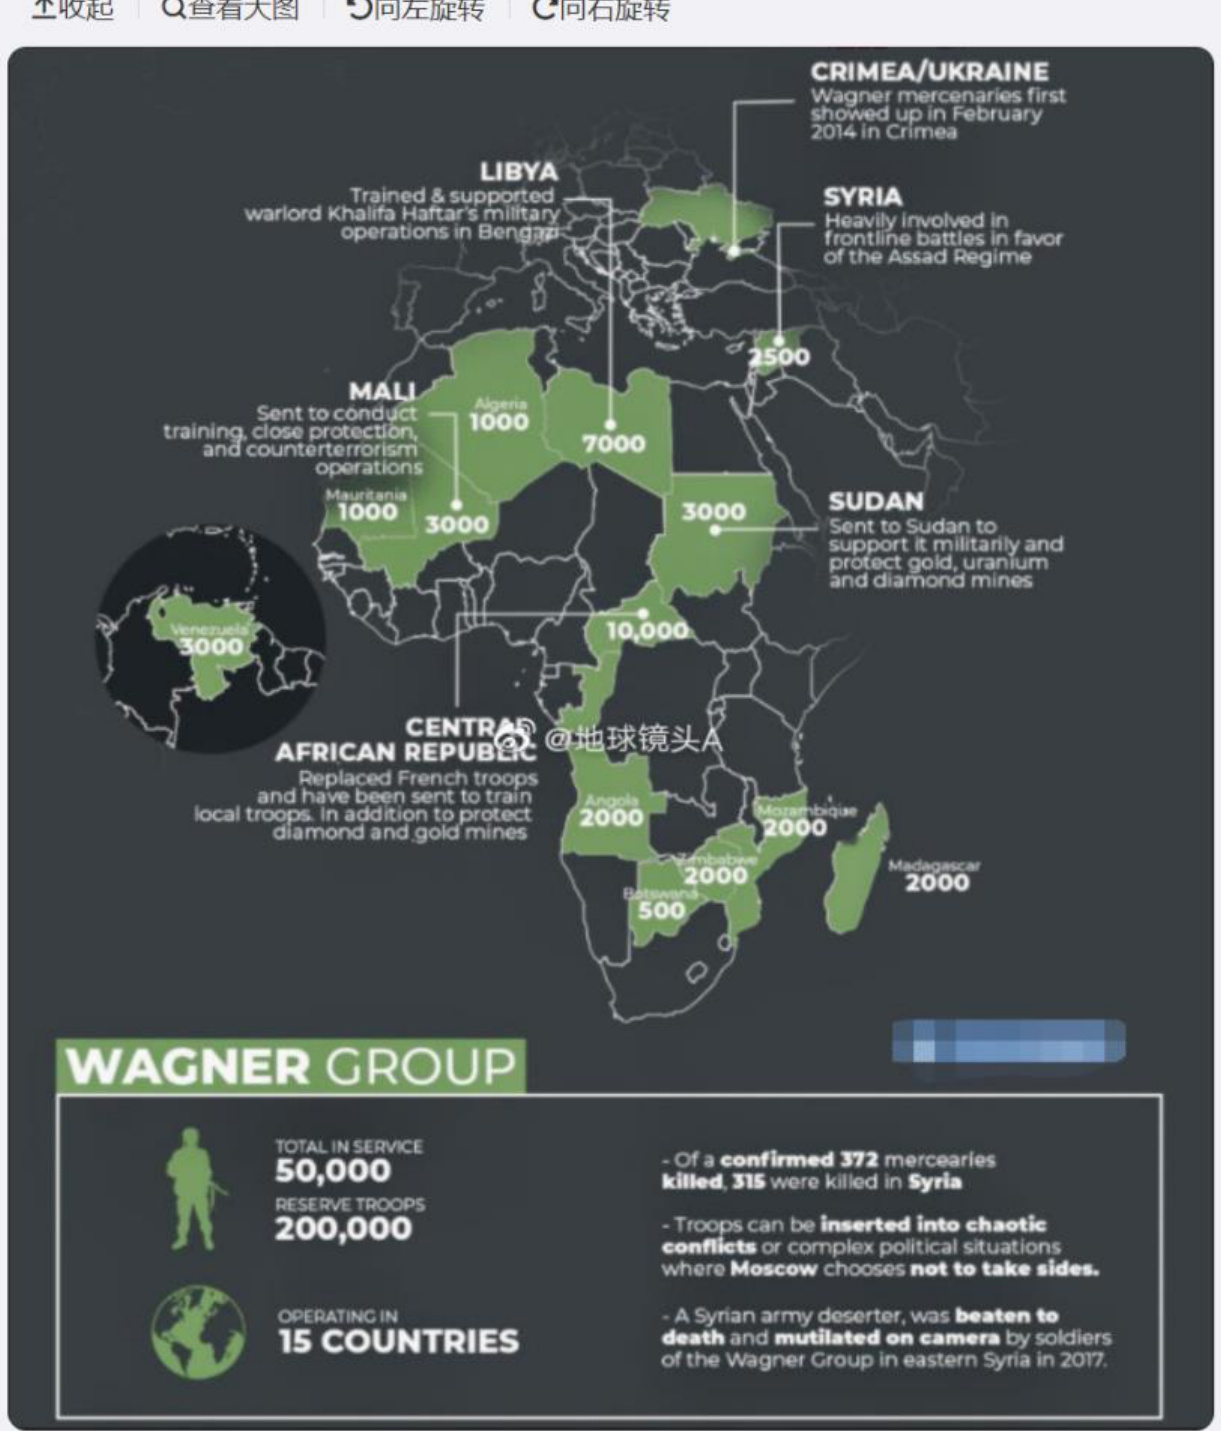 收起
查看大图
向左旋转
向右旋转
CRIMEA/UKRAINE
Wagner mercenaries first
showed up in February
2014 in Crimea
LIBYA
Trained & supported
warlord Khalifa Haftar's military
operations in Bengazi
SYRIA
Heavily involved in
frontline battles in favor
of the Assad Regime
2500
MALI
Sent to conduct
training, close protection,
and counterterrorism
operations
Algeria
1000
7000
Mauritania
1000
3000
3000
SUDAN
Sent to Sudan to
support it militarily and
protect gold, uranium
and diamond mines
Venezuela
3000
10,000
CENTRAL
AFRICAN REPUBLIC
Replaced French troops
and have been sent to train
local troops. In addition to protect
diamond and gold mines
@地球镜头A
Angola
2000
Mozambique
2000
Zimbabwe
2000
Botswana
500
Madagascar
2000
WAGNER GROUP
TOTAL IN SERVICE
50,000
RESERVE TROOPS
200,000
OPERATING IN
15 COUNTRIES
- Of a confirmed 372 mercearies
killed, 315 were killed in Syria
- Troops can be inserted into chaotic
conflicts or complex political situations
where Moscow chooses not to take sides.
- A Syrian army deserter, was beaten to
death and mutilated on camera by soldiers
of the Wagner Group in eastern Syria in 2017.